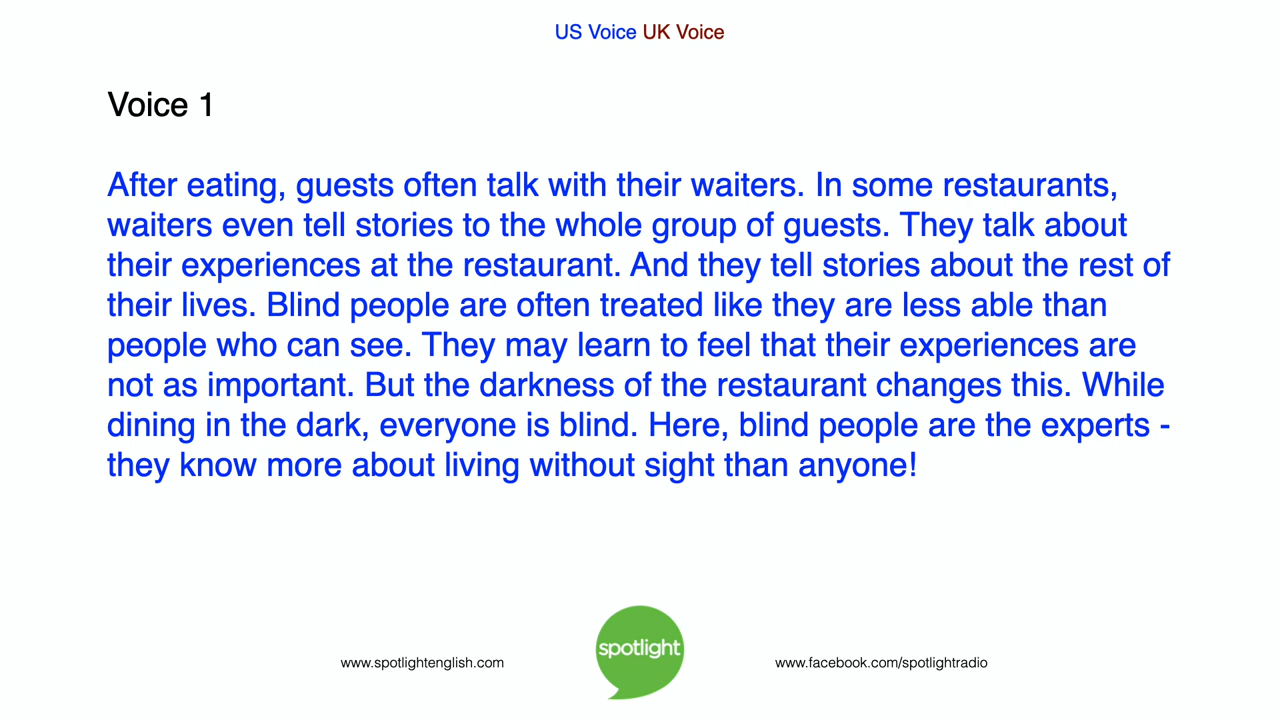 US Voice UK Voice
Voice 1
After eating, guests often talk with their waiters. In some restaurants,
waiters even tell stories to the whole group of guests. They talk about
their experiences at the restaurant. And they tell stories about the rest of
their lives. Blind people are often treated like they are less able than
people who can see. They may learn to feel that their experiences are
not as important. But the darkness of the restaurant changes this. While
dining in the dark, everyone is blind. Here, blind people are the experts -
they know more about living without sight than anyone!
spotlight
www.spotlightenglish.com
www.facebook.com/spotlightradio